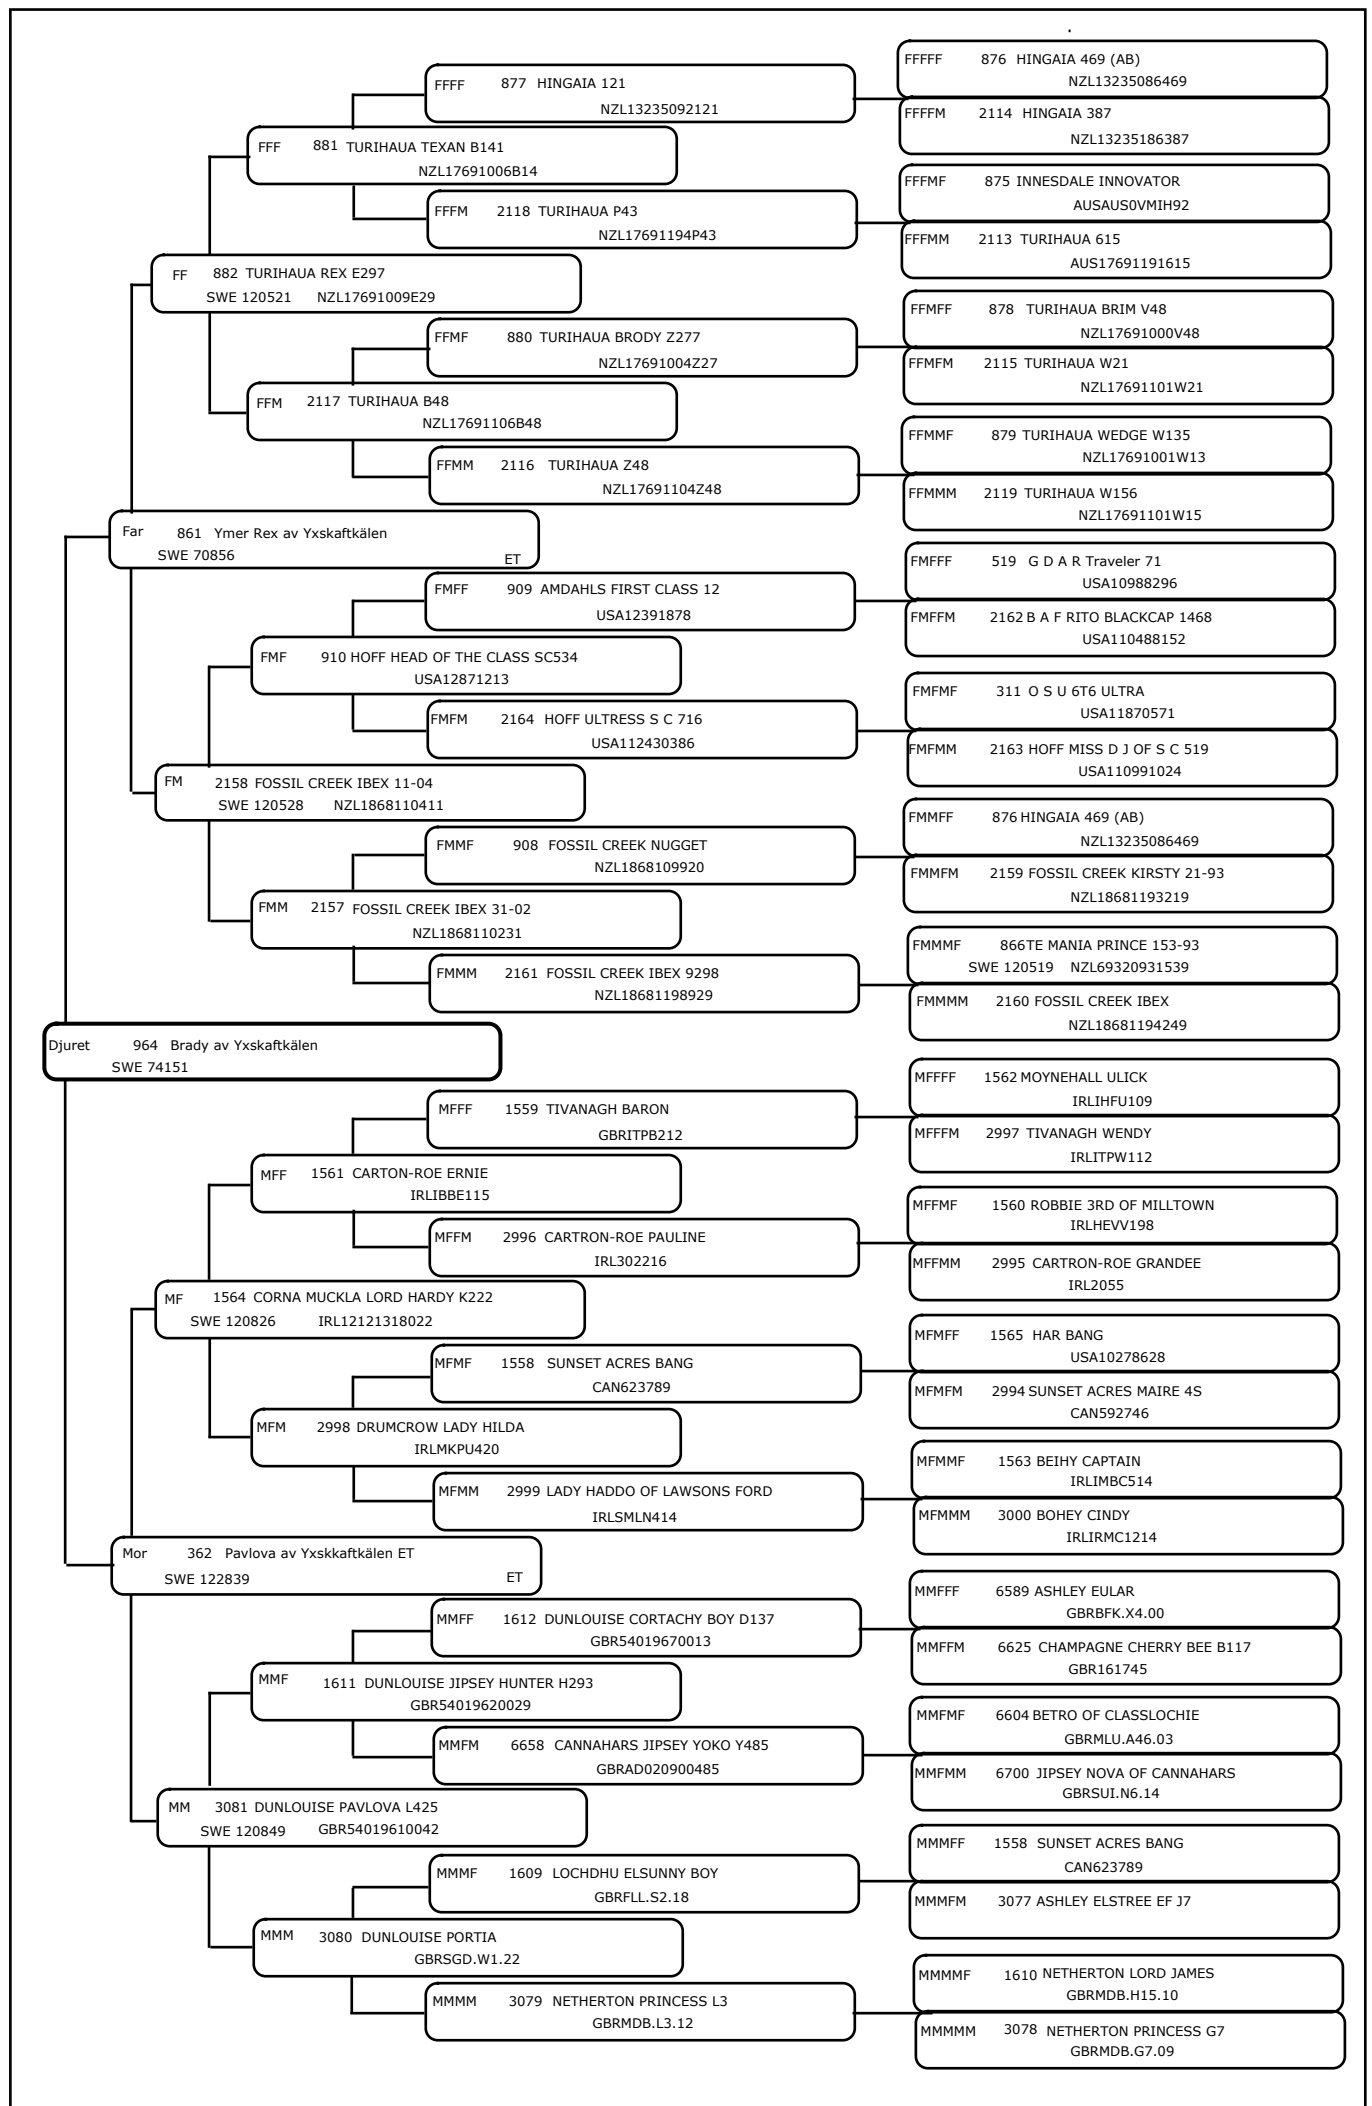 FFFFF 876 HINGAIA 469 (AB)
NZL13235086469
FFFF 877 HINGAIA 121
NZL13235092121
FFFFM 2114 HINGAIA 387
NZL13235186387
FFF 881 TURIHAUA TEXAN B141
NZL17691006B14
FFFMF 875 INNESDALE INNOVATOR
AUSAUS0VMIH92
FFFM 2118 TURIHAUA P43
NZL17691194P43
FFFMM 2113 TURIHAUA 615
AUS17691191615
FF 882 TURIHAUA REX E297
SWE 120521 NZL17691009E29
FFMFF 878 TURIHAUA BRIM V48
NZL17691000V48
FFMF 880 TURIHAUA BRODY Z277
NZL17691004Z27
FFMFM 2115 TURIHAUA W21
NZL17691101W21
FFM 2117 TURIHAUA B48
NZL17691106B48
FFMMF 879 TURIHAUA WEDGE W135
NZL17691001W13
FFMM 2116 TURIHAUA Z48
NZL17691104Z48
FFMMM 2119 TURIHAUA W156
NZL17691101W15
Far 861 Ymer Rex av Yxskaftkälen
SWE 70856 ET
FMFFF 519 G D A R Traveler 71
USA10988296
FMFF 909 AMDAHLS FIRST CLASS 12
USA12391878
FMFFM 2162 B A F RITO BLACKCAP 1468
USA110488152
FMF 910 HOFF HEAD OF THE CLASS SC534
USA12871213
FMFMF 311 O S U 6T6 ULTRA
USA11870571
FMFM 2164 HOFF ULTRESS S C 716
USA112430386
FMFMM 2163 HOFF MISS D J OF S C 519
USA110991024
FM 2158 FOSSIL CREEK IBEX 11-04
SWE 120528 NZL1868110411
FMMFF 876 HINGAIA 469 (AB)
NZL13235086469
FMMF 908 FOSSIL CREEK NUGGET
NZL1868109920
FMMFM 2159 FOSSIL CREEK KIRSTY 21-93
NZL18681193219
FMM 2157 FOSSIL CREEK IBEX 31-02
NZL1868110231
FMMMF 866TE MANIA PRINCE 153-93
SWE 120519 NZL69320931539
FMMM 2161 FOSSIL CREEK IBEX 9298
NZL18681198929
FMMMM 2160 FOSSIL CREEK IBEX
NZL18681194249
Djuret 964 Brady av Yxskaftkälen
SWE 74151
MFFFF 1562 MOYNEHALL ULICK
IRLIHFU109
MFFF 1559 TIVANAGH BARON
GBRITPB212
MFFFM 2997 TIVANAGH WENDY
IRLITPW112
MFF 1561 CARTON-ROE ERNIE
IRLIBBE115
MFFMF 1560 ROBBIE 3RD OF MILLTOWN
IRLHEVV198
MFFM 2996 CARTRON-ROE PAULINE
IRL302216
MFFMM 2995 CARTRON-ROE GRANDEE
IRL2055
MF 1564 CORNA MUCKLA LORD HARDY K222
SWE 120826 IRL12121318022
MFMFF 1565 HAR BANG
USA10278628
MFMF 1558 SUNSET ACRES BANG
CAN623789
MFMFM 2994 SUNSET ACRES MAIRE 4S
CAN592746
MFM 2998 DRUMCROW LADY HILDA
IRLMKPU420
MFMMF 1563 BEIHY CAPTAIN
IRLIMBC514
MFMM 2999 LADY HADDO OF LAWSONS FORD
IRLSMLN414
MFMMM 3000 BOHEY CINDY
IRLIRMC1214
Mor 362 Pavlova av Yxskkaftkälen ET
SWE 122839 ET
MMFFF 6589 ASHLEY EULAR
GBRBFK.X4.00
MMFF 1612 DUNLOUISE CORTACHY BOY D137
GBR54019670013
MMFFM 6625 CHAMPAGNE CHERRY BEE B117
GBR161745
MMF 1611 DUNLOUISE JIPSEY HUNTER H293
GBR54019620029
MMFMF 6604 BETRO OF CLASSLOCHIE
GBRMLU.A46.03
MMFM 6658 CANNAHARS JIPSEY YOKO Y485
GBRAD020900485
MMFMM 6700 JIPSEY NOVA OF CANNAHARS
GBRSUI.N6.14
MM 3081 DUNLOUISE PAVLOVA L425
SWE 120849 GBR54019610042
MMMFF 1558 SUNSET ACRES BANG
CAN623789
MMMF 1609 LOCHDHU ELSUNNY BOY
GBRFLL.S2.18
MMMFM 3077 ASHLEY ELSTREE EF J7
MMM 3080 DUNLOUISE PORTIA
GBRSGD.W1.22
MMMMF 1610 NETHERTON LORD JAMES
GBRMDB.H15.10
MMMM 3079 NETHERTON PRINCESS L3
GBRMDB.L3.12
MMMMM 3078 NETHERTON PRINCESS G7
GBRMDB.G7.09